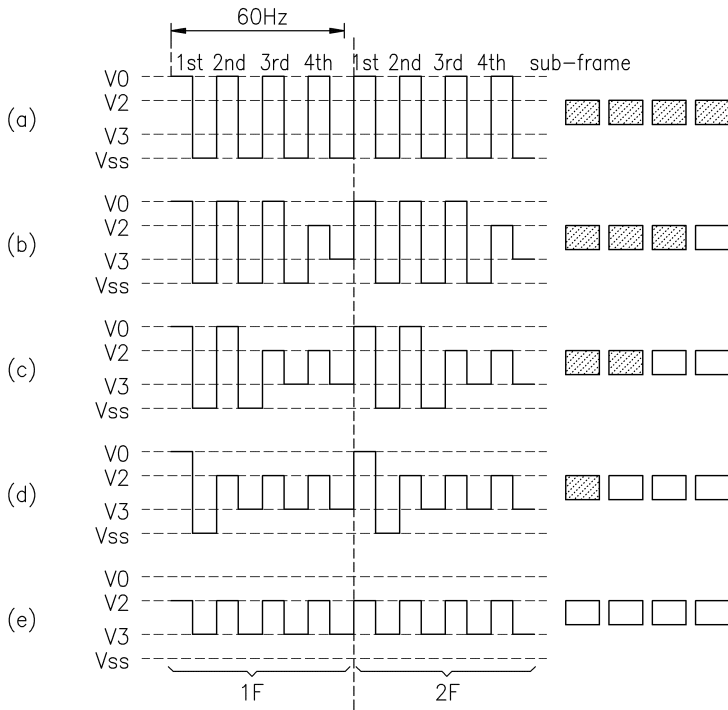 60Hz
1st 2nd 3rd 4th 1st 2nd 3rd 4th sub-frame
(a)
V0
V2
V3
Vss
(b)
V0
V2
V3
Vss
(c)
V0
V2
V3
Vss
(d)
V0
V2
V3
Vss
(e)
V0
V2
V3
Vss
1F 2F